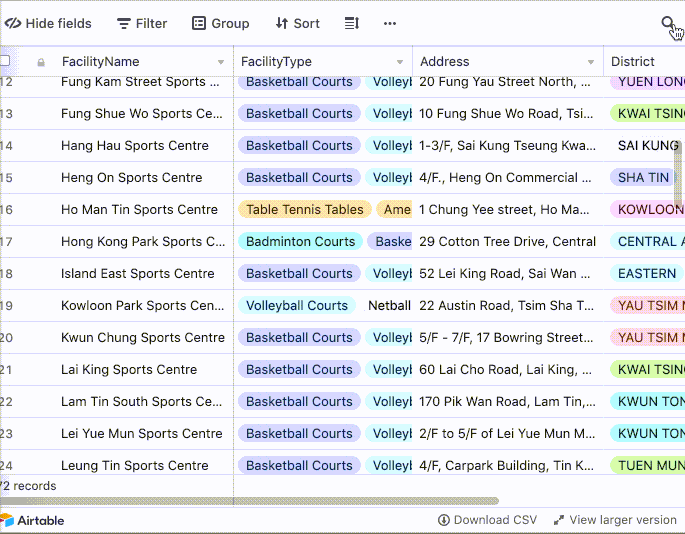 Hide fields Filter Group Sort
FacilityName FacilityType Address District
12 Fung Kam Street Sports ... Basketball Courts Volleyb 20 Fung Yau Street North, ... YUEN LONG
13 Fung Shue Wo Sports Ce... Basketball Courts Volleyb 10 Fung Shue Wo Road, Tsi... KWAI TSING
14 Hang Hau Sports Centre Basketball Courts Volleyb 1-3/F, Sai Kung Tseung Kwa... SAI KUNG
15 Heng On Sports Centre Basketball Courts Volleyb 4/F., Heng On Commercial ... SHA TIN
16 Ho Man Tin Sports Centre Table Tennis Tables Ame 1 Chung Yee street, Ho Ma... KOWLOON
17 Hong Kong Park Sports C... Badminton Courts Baske 29 Cotton Tree Drive, Central CENTRAL A
18 Island East Sports Centre Basketball Courts Volleyb 52 Lei King Road, Sai Wan ... EASTERN
19 Kowloon Park Sports Cen... Volleyball Courts Netball 22 Austin Road, Tsim Sha T... YAU TSIM M
20 Kwun Chung Sports Centre Basketball Courts Volleyb 5/F - 7/F, 17 Bowring Street... YAU TSIM M
21 Lai King Sports Centre Basketball Courts Volleyb 60 Lai Cho Road, Lai King, ... KWAI TSING
22 Lam Tin South Sports Ce... Basketball Courts Volleyb 170 Pik Wan Road, Lam Tin,... KWUN TON
23 Lei Yue Mun Sports Centre Basketball Courts Volleyb 2/F to 5/F of Lei Yue Mun M... KWUN TON
24 Leung Tin Sports Centre Basketball Courts Volleyb 4/F, Carpark Building, Tin K... TUEN MUN
72 records
Airtable Download CSV View larger version